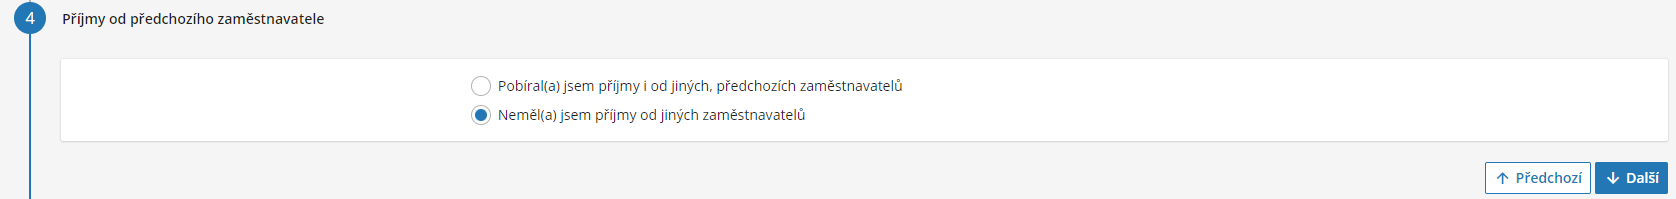 4 Příjmy od předchozího zaměstnavatele
Pobíral(a) jsem příjmy i od jiných, předchozích zaměstnavatelů
Neměl(a) jsem příjmy od jiných zaměstnavatelů
Předchozí Další